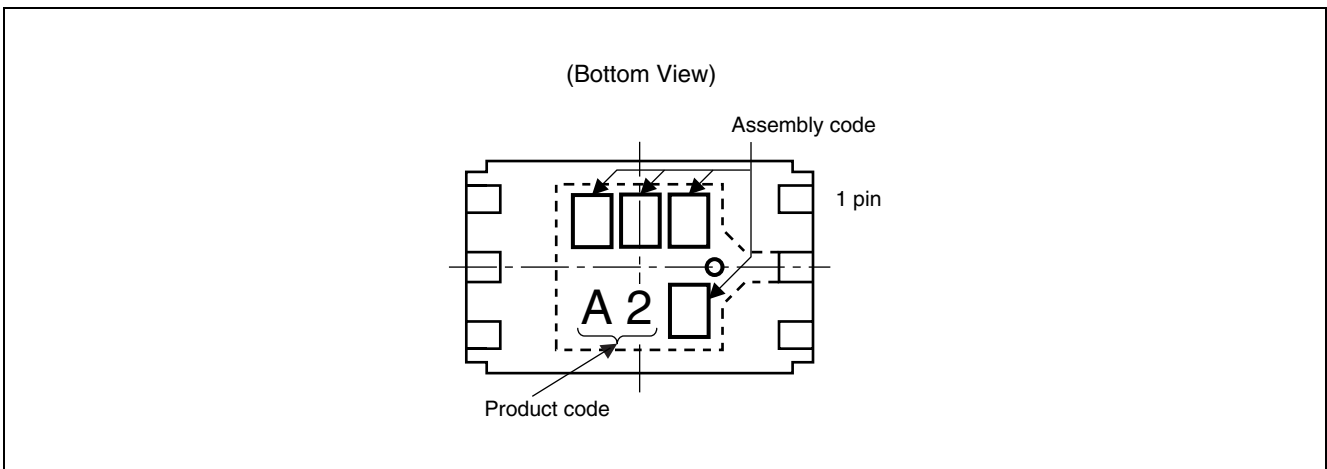 (Bottom View)
Assembly code
1 pin
A 2
Product code